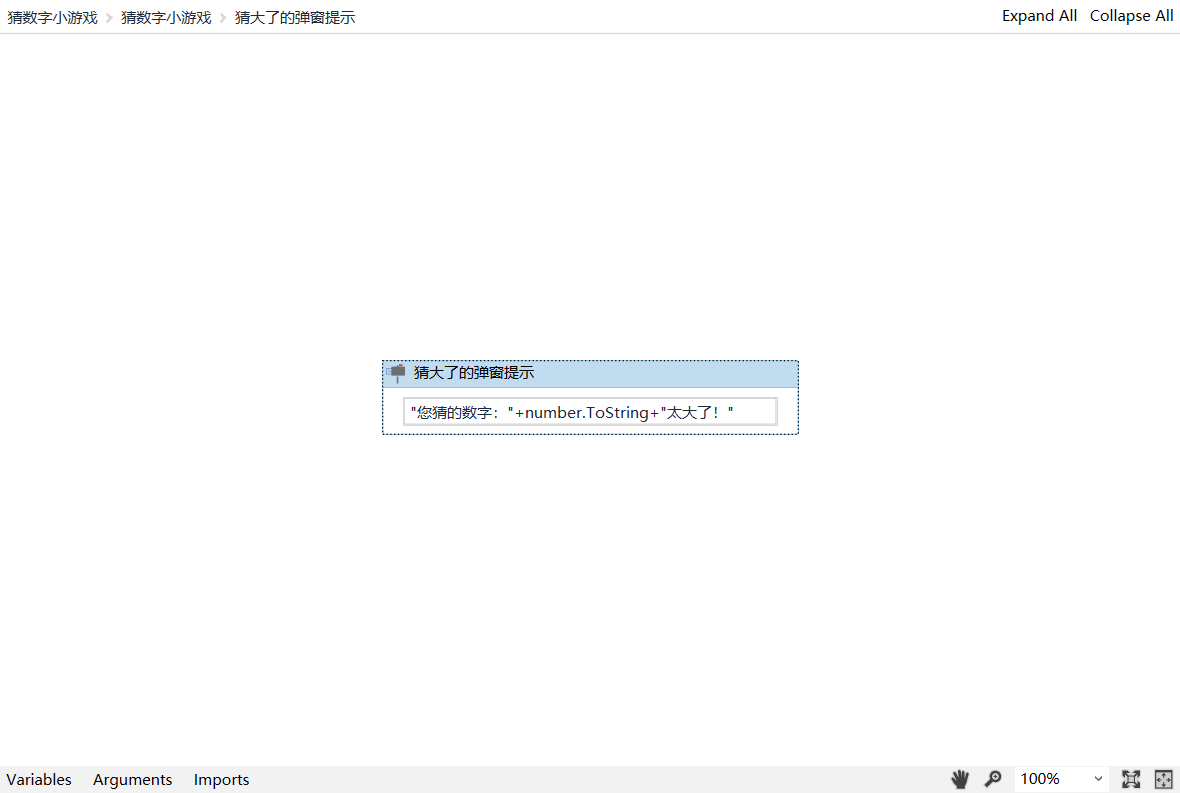 猜数字小游戏 猜数字小游戏 猜大了的弹窗提示 Expand All Collapse All
猜大了的弹窗提示
"您猜的数字："+number.ToString+"太大了！"
Variables Arguments Imports 100%